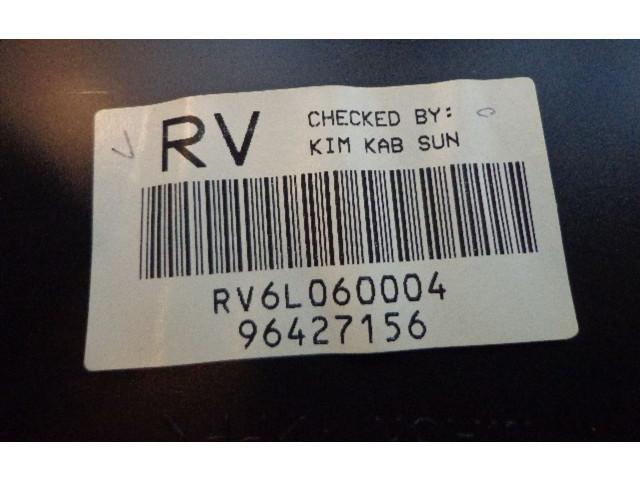 RV
CHECKED BY:
KIM KAB SUN
RV6L060004
96427156